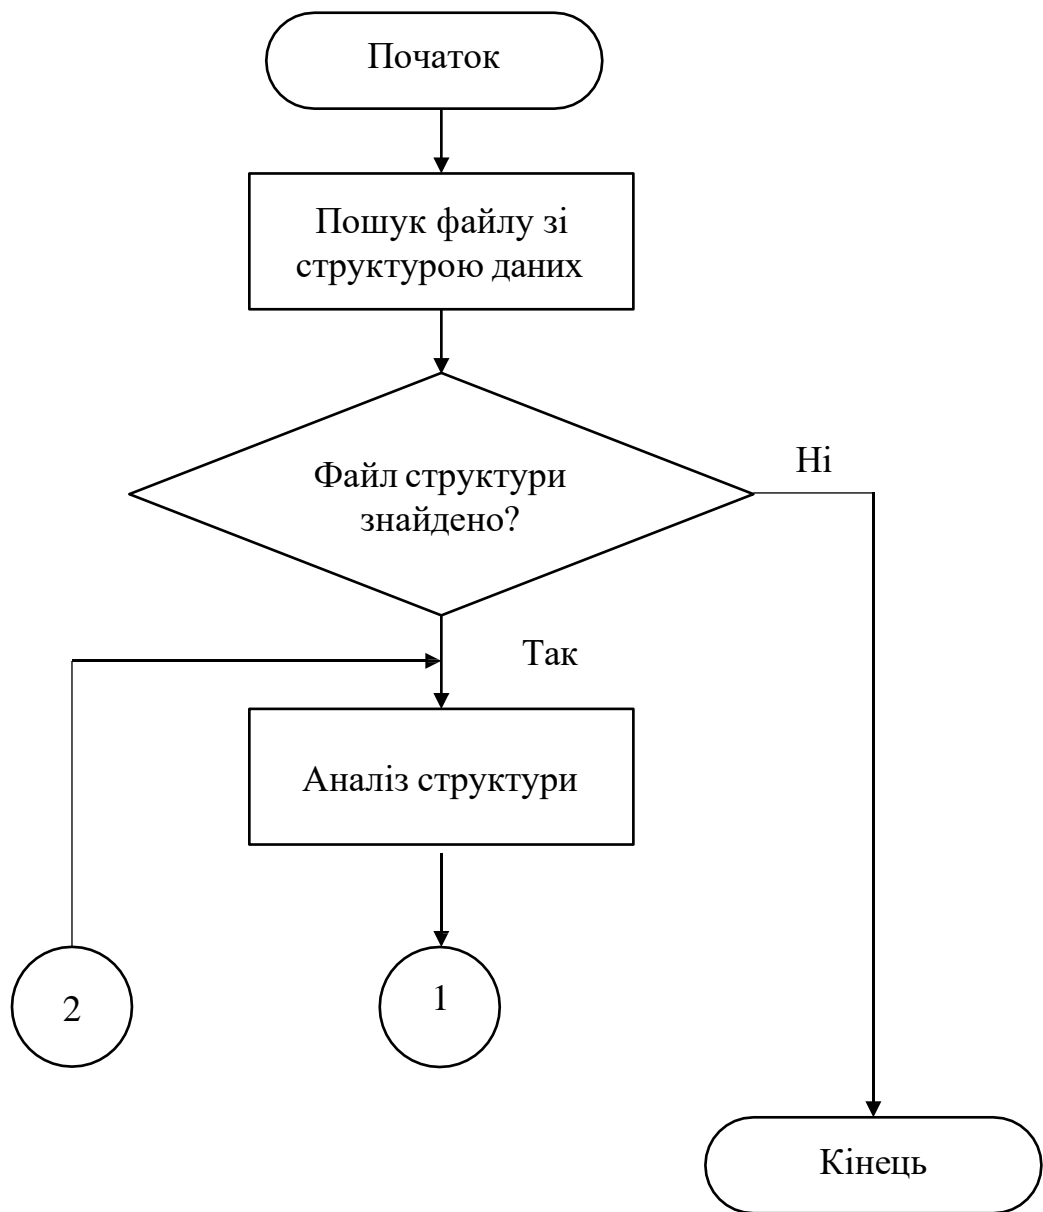 Початок
Пошук файлу зі
структурою даних
Ні
Файл структури
знайдено?
Так
Аналіз структури
2
1
Кінець